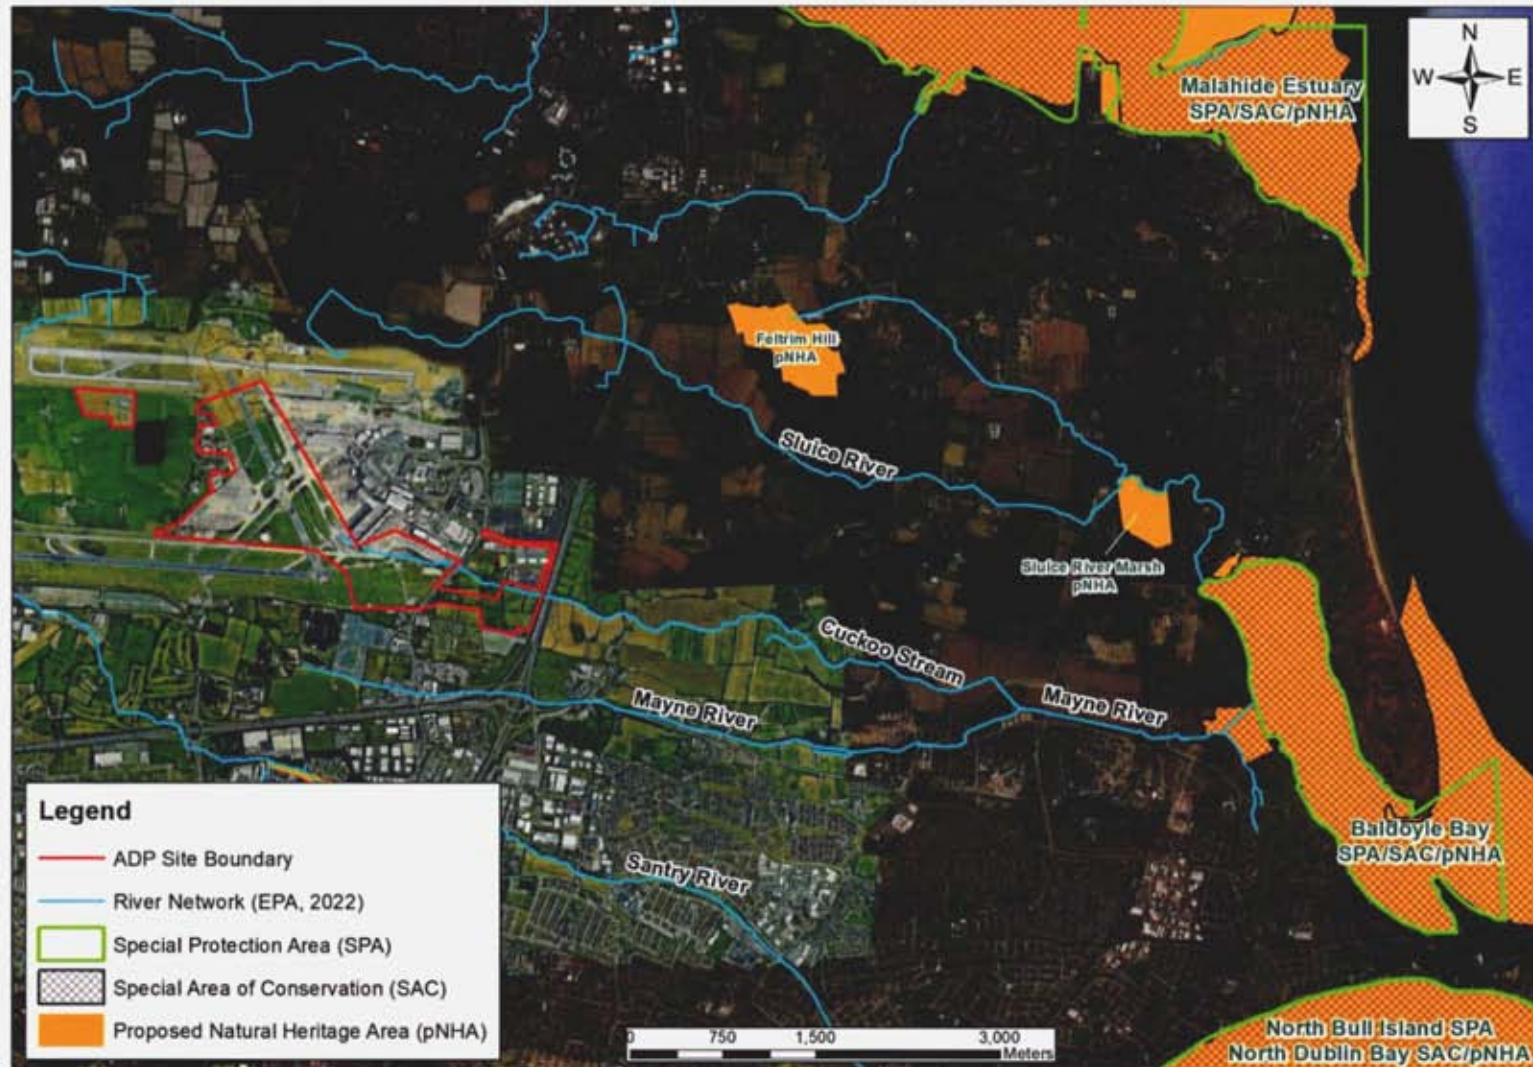 N
W E
S
Malahide Estuary
SPA/SAC/pNHA
Feltrim Hill
pNHA
Sluice River
Sluice River Marsh
pNHA
Cuckoo Stream
Mayne River
Mayne River
Baldoyle Bay
SPA/SAC/pNHA
Santry River
Legend
ADP Site Boundary
River Network (EPA, 2022)
Special Protection Area (SPA)
Special Area of Conservation (SAC)
Proposed Natural Heritage Area (pNHA)
0 750 1,500 3,000
Meters
North Bull Island SPA
North Dublin Bay SAC/pNHA